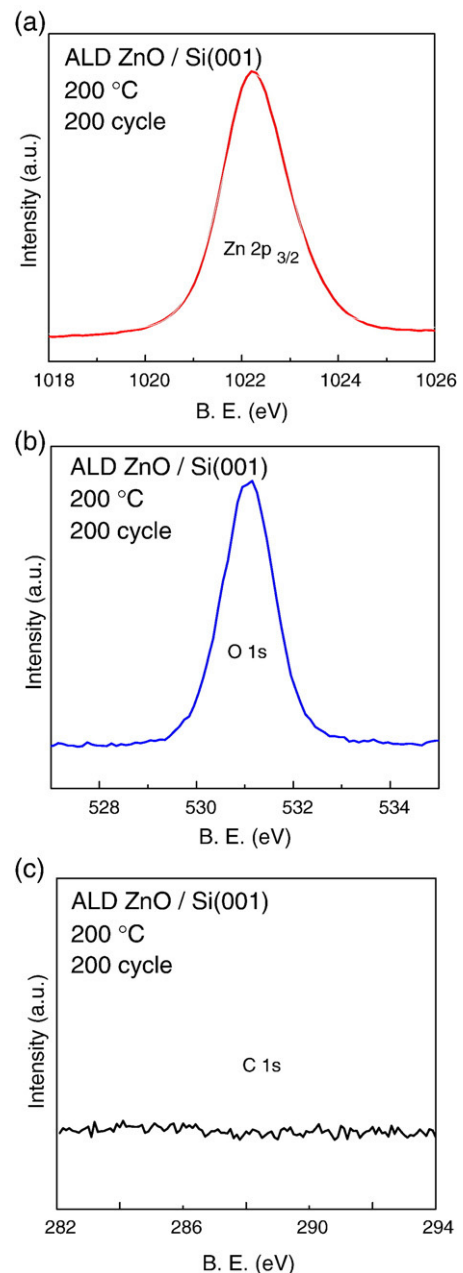 (a)
ALD ZnO / Si(001)
200 °C
200 cycle
Zn 2p 3/2
Intensity (a.u.)
1018 1020 1022 1024 1026
B. E. (eV)
(b)
ALD ZnO / Si(001)
200 °C
200 cycle
O 1s
Intensity (a.u.)
528 530 532 534
B. E. (eV)
(c)
ALD ZnO / Si(001)
200 °C
200 cycle
C 1s
Intensity (a.u.)
282 286 290 294
B. E. (eV)